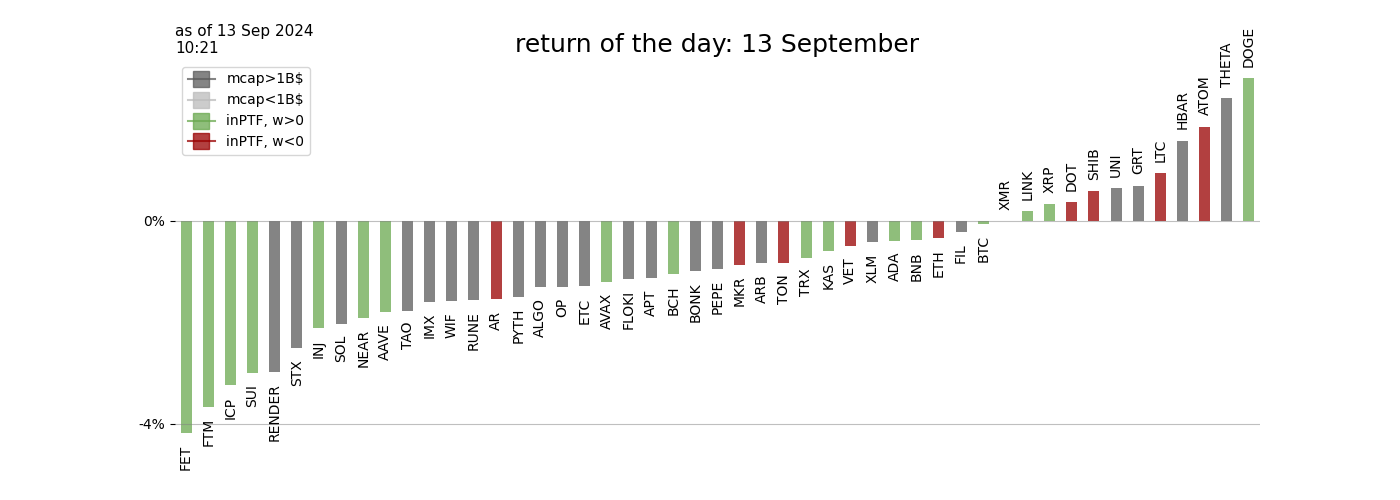 as of 13 Sep 2024
10:21
return of the day: 13 September
mcap>1B$
mcap<1B$
inPTF, w>0
inPTF, w<0
0%
-4%
FET
FTM
ICP
SUI
RENDER
STX
INJ
SOL
NEAR
AAVE
TAO
IMX
WIF
RUNE
AR
PYTH
ALGO
OP
ETC
AVAX
FLOKI
APT
BCH
BONK
PEPE
MKR
ARB
TON
TRX
KAS
VET
XLM
ADA
BNB
ETH
FIL
BTC
XMR
LINK
XRP
DOT
SHIB
UNI
GRT
LTC
HBAR
ATOM
THETA
DOGE